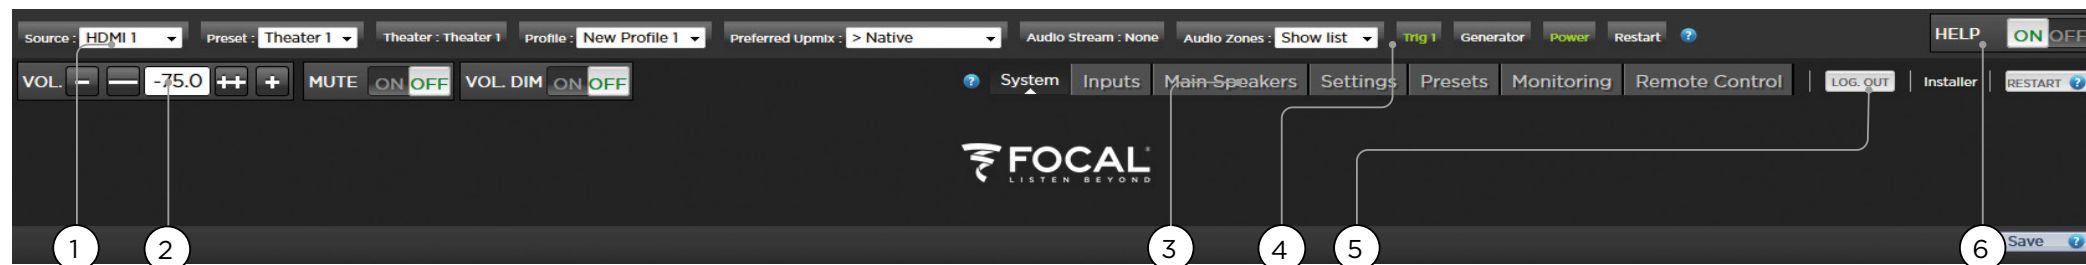 Source : HDMI 1 Preset : Theater 1 Theater : Theater 1 Profile : New Profile 1 Preferred Upmix : > Native Audio Stream : None Audio Zones : Show list Trig 1 Generator Power Restart ? HELP ON OFF
VOL. - — -75.0 ++ + MUTE ON OFF VOL. DIM ON OFF ? System Inputs Main Speakers Settings Presets Monitoring Remote Control LOG. OUT Installer RESTART ?
FOCAL
LISTEN BEYOND
1 2 3 4 5 6 Save ?